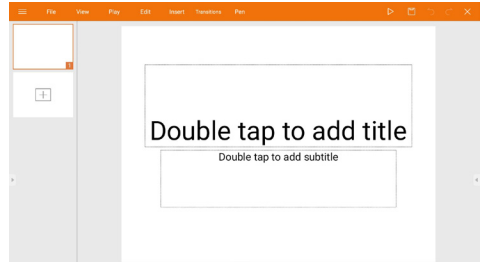 File View Play Edit Insert Transitions Pen
1
Double tap to add title
Double tap to add subtitle